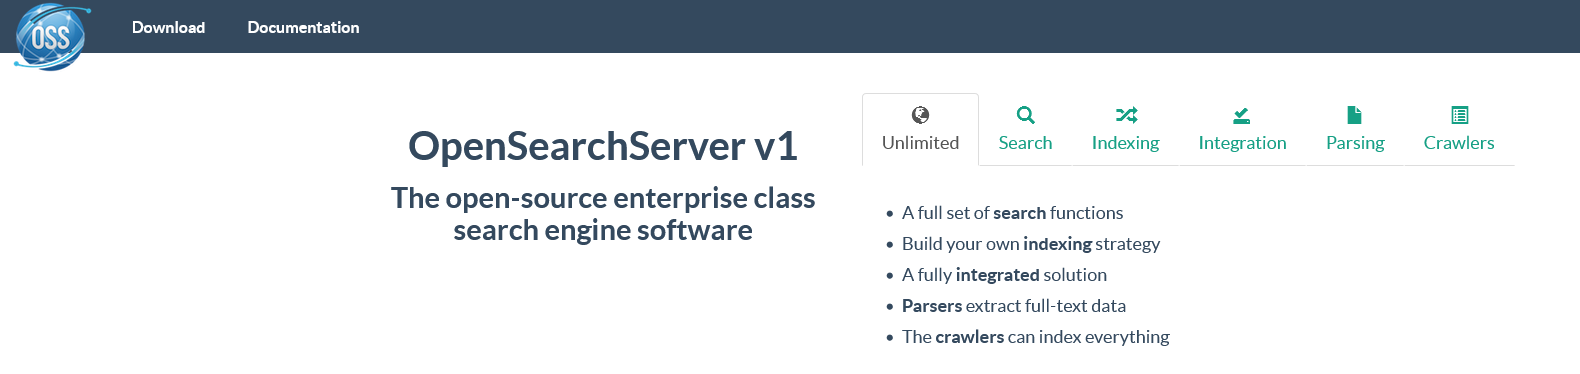 OSS
Download
Documentation
OpenSearchServer v1
The open-source enterprise class
search engine software
Unlimited
Search
Indexing
Integration
Parsing
Crawlers
• A full set of search functions
• Build your own indexing strategy
• A fully integrated solution
• Parsers extract full-text data
• The crawlers can index everything